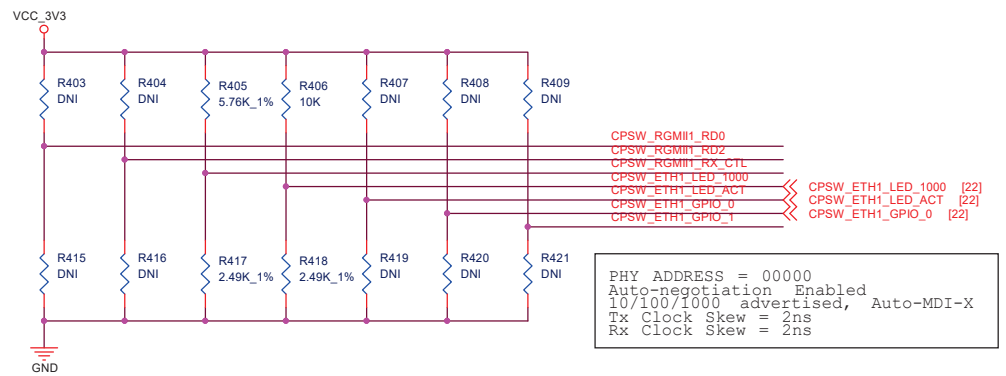 VCC_3V3
R403
DNI
R404
DNI
R405
5.76K_1%
R406
10K
R407
DNI
R408
DNI
R409
DNI
CPSW_RGMII1_RD0
CPSW_RGMII1_RD2
CPSW_RGMII1_RX_CTL
CPSW_ETH1_LED_1000
CPSW_ETH1_LED_1000 [22]
CPSW_ETH1_LED_ACT
CPSW_ETH1_LED_ACT [22]
CPSW_ETH1_GPIO_0
CPSW_ETH1_GPIO_0 [22]
CPSW_ETH1_GPIO_1
R415
DNI
R416
DNI
R417
2.49K_1%
R418
2.49K_1%
R419
DNI
R420
DNI
R421
DNI
PHY ADDRESS = 00000
Auto-negotiation Enabled
10/100/1000 advertised, Auto-MDI-X
Tx Clock Skew = 2ns
Rx Clock Skew = 2ns
GND